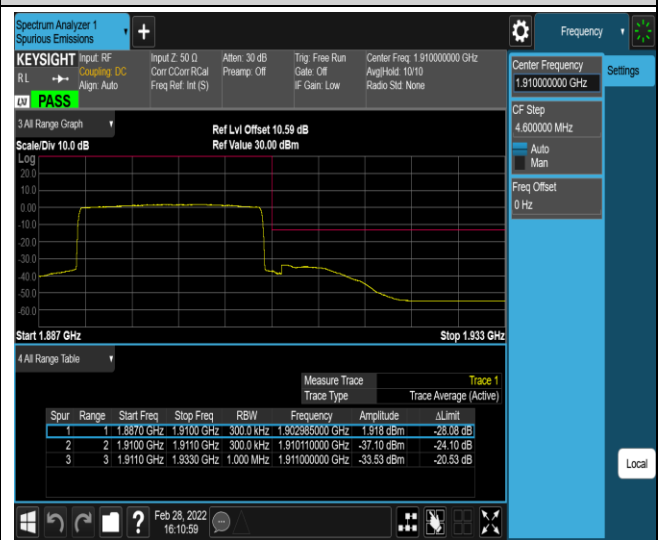 Spectrum Analyzer 1
Spurious Emissions
Frequency
KEYSIGHT Input: RF Input Z: 50 Ω Atten: 30 dB Trig: Free Run Center Freq: 1.910000000 GHz
RL Coupling: DC Corr CCorr RCal Preamp: Off Gate: Off Avg|Hold: 10/10
Align: Auto Freq Ref: Int (S) IF Gain: Low Radio Std: None
LXI PASS
Center Frequency
1.910000000 GHz
Settings
CF Step
4.600000 MHz
Auto
Man
Freq Offset
0 Hz
3 All Range Graph
Ref Lvl Offset 10.59 dB
Scale/Div 10.0 dB Ref Value 30.00 dBm
Log
20.0
10.0
0.00
-10.0
-20.0
-30.0
-40.0
-50.0
-60.0
Start 1.887 GHz Stop 1.933 GHz
4 All Range Table
Measure Trace Trace 1
Trace Type Trace Average (Active)
Spur Range Start Freq Stop Freq RBW Frequency Amplitude ΔLimit
1 1 1.8870 GHz 1.9100 GHz 300.0 kHz 1.902985000 GHz 1.918 dBm -28.08 dB
2 2 1.9100 GHz 1.9110 GHz 300.0 kHz 1.910110000 GHz -37.10 dBm -24.10 dB
3 3 1.9110 GHz 1.9330 GHz 1.000 MHz 1.911000000 GHz -33.53 dBm -20.53 dB
Local
Feb 28, 2022
16:10:59